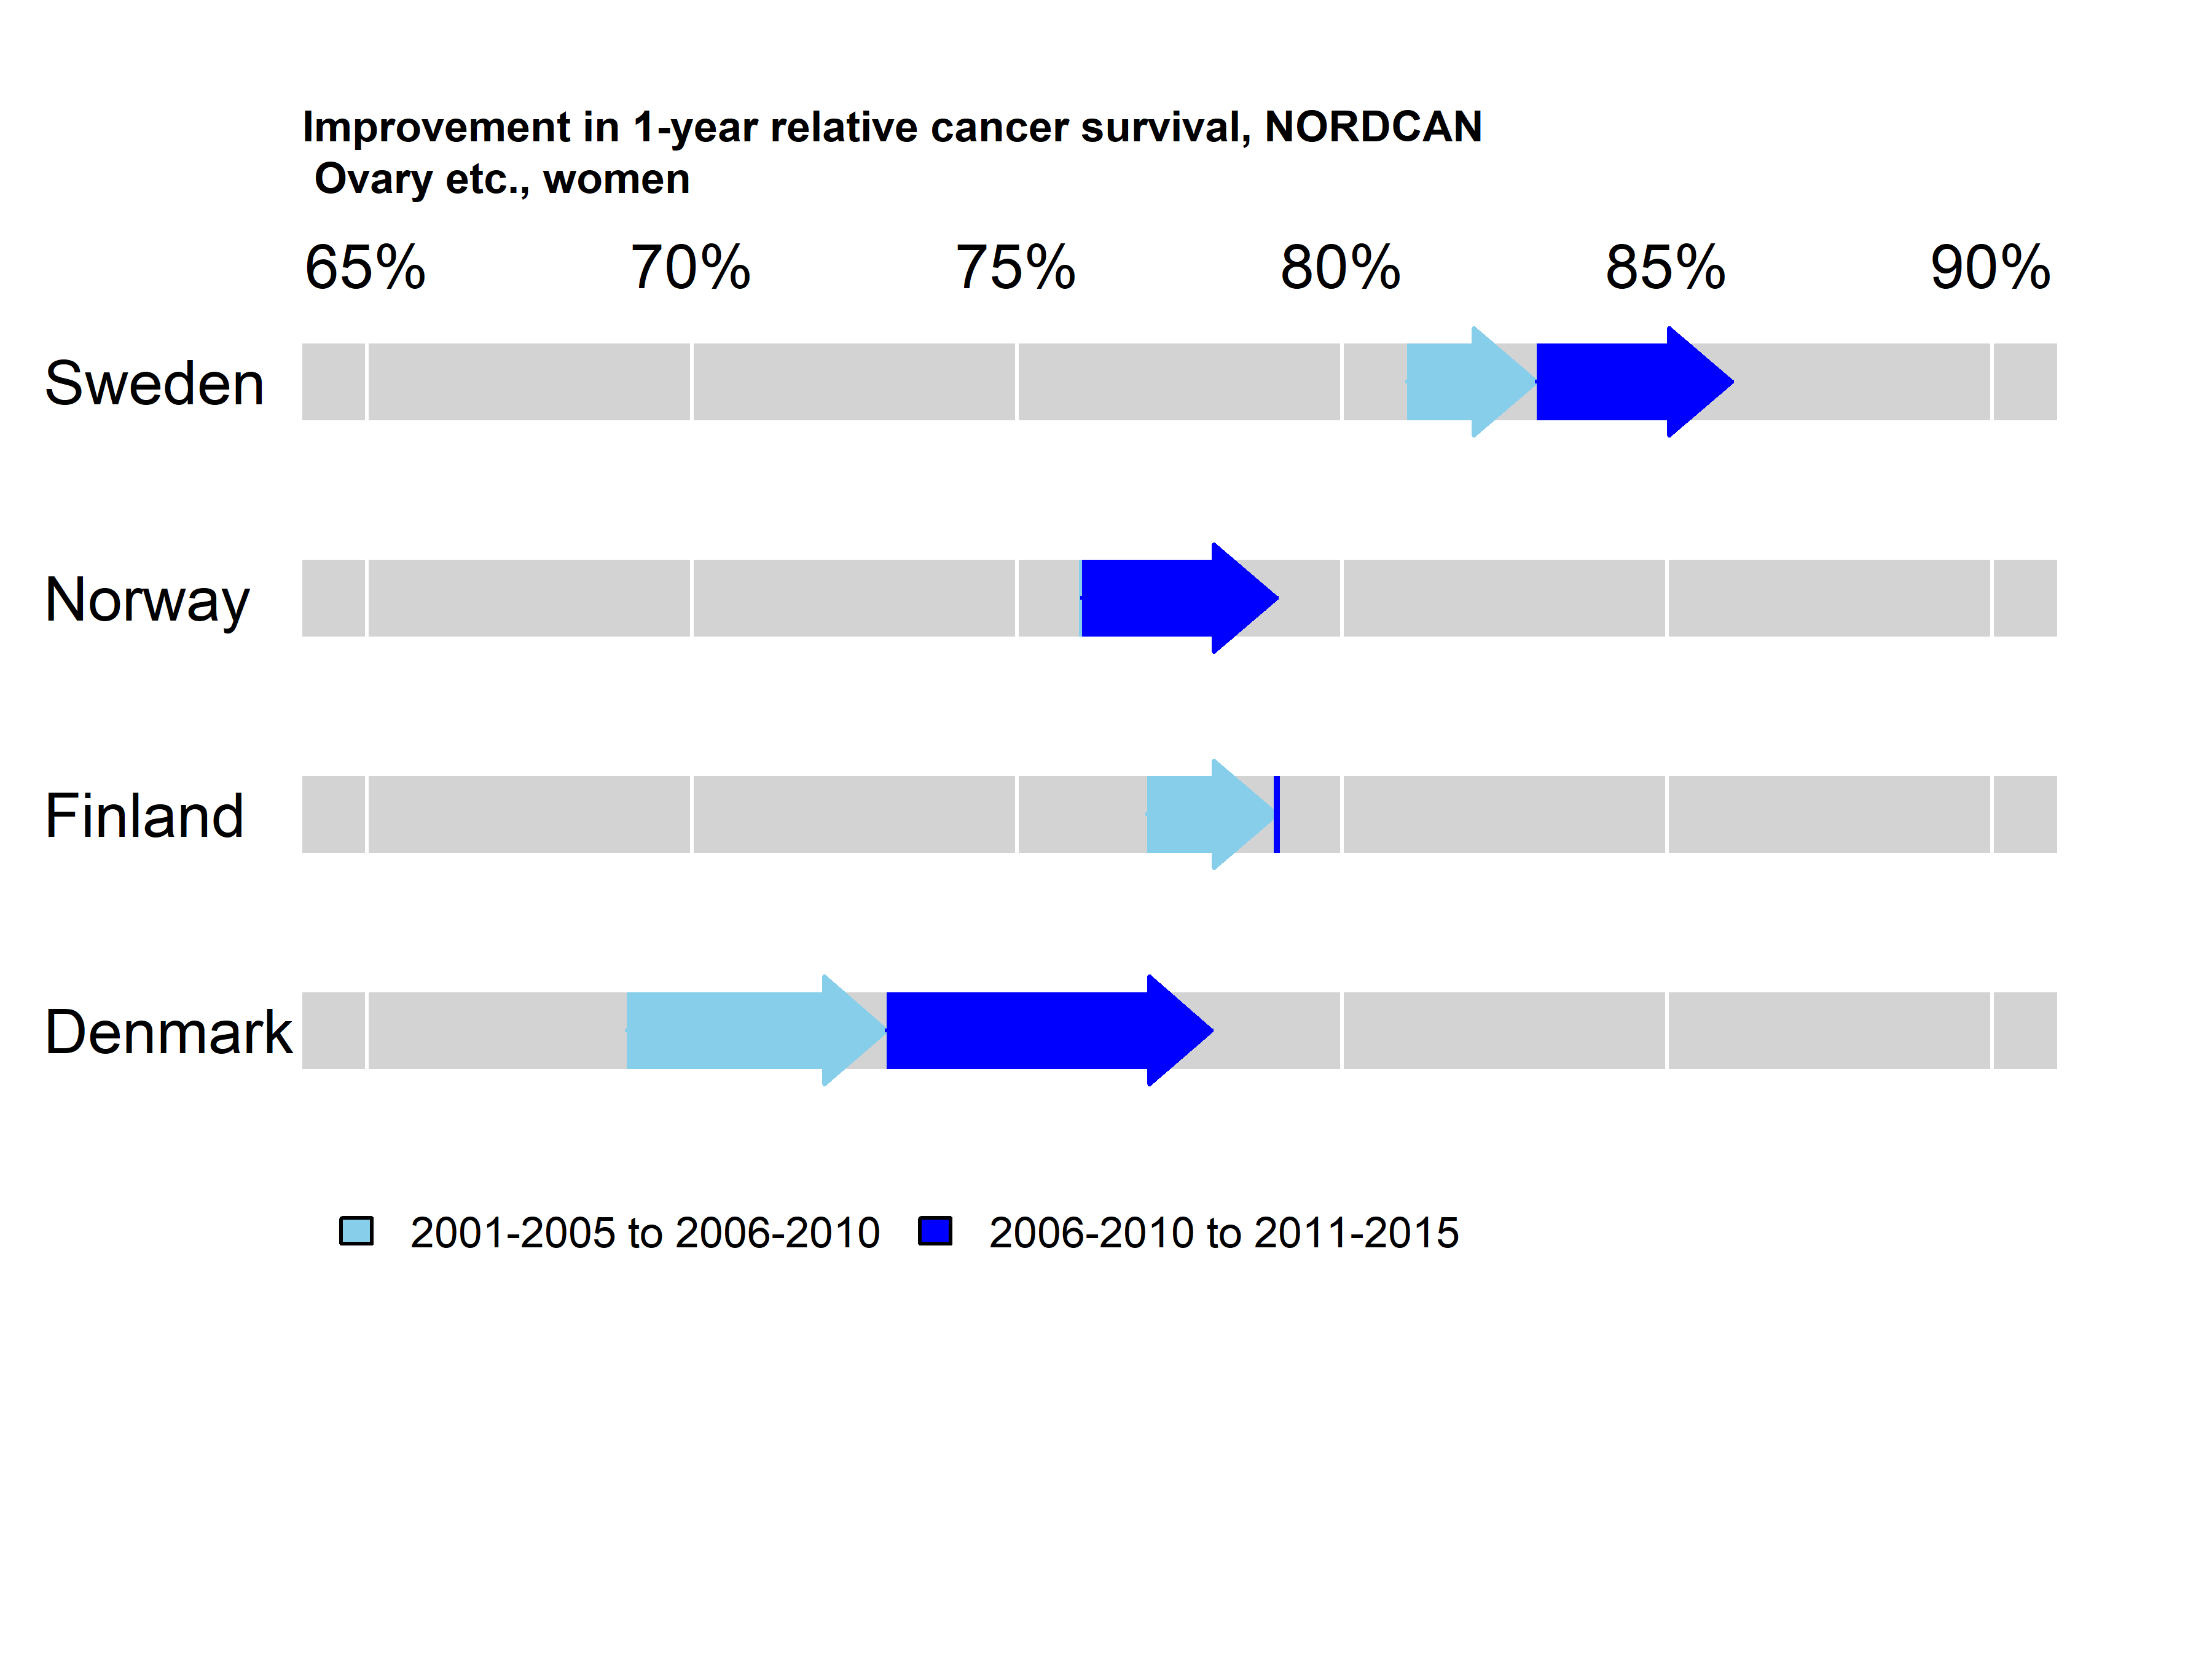 Improvement in 1-year relative cancer survival, NORDCAN
Ovary etc., women
65% 70% 75% 80% 85% 90%
Sweden
Norway
Finland
Denmark
2001-2005 to 2006-2010 2006-2010 to 2011-2015